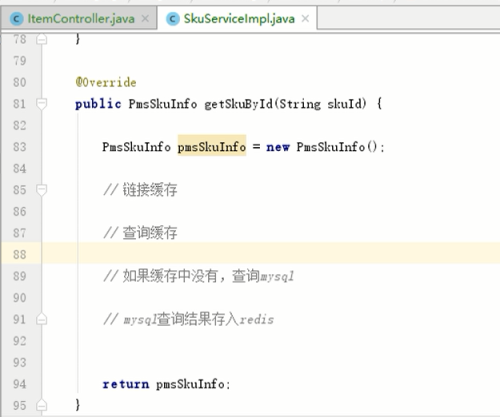 ItemController.java × SkuServiceImpl.java ×
78 }
79
80 @Override
81 public PmsSkuInfo getSkuById(String skuId) {
82
83 PmsSkuInfo pmsSkuInfo = new PmsSkuInfo();
84
85 // 链接缓存
86
87 // 查询缓存
88
89 // 如果缓存中没有，查询mysql
90
91 // mysql查询结果存入redis
92
93
94 return pmsSkuInfo;
95 }